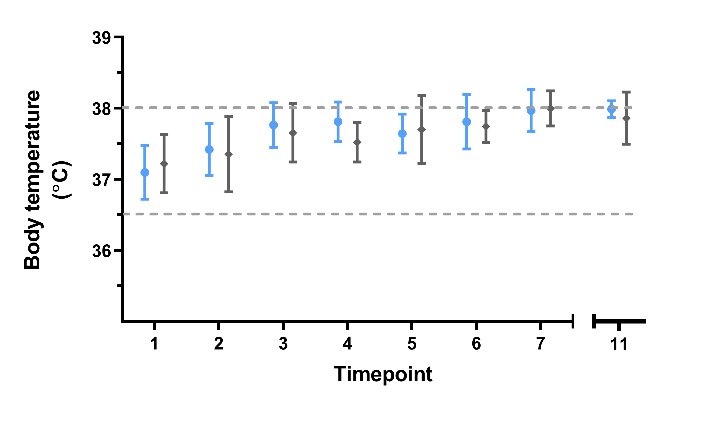 39
38
37
36
Body temperature
(°C)
1 2 3 4 5 6 7 11
Timepoint